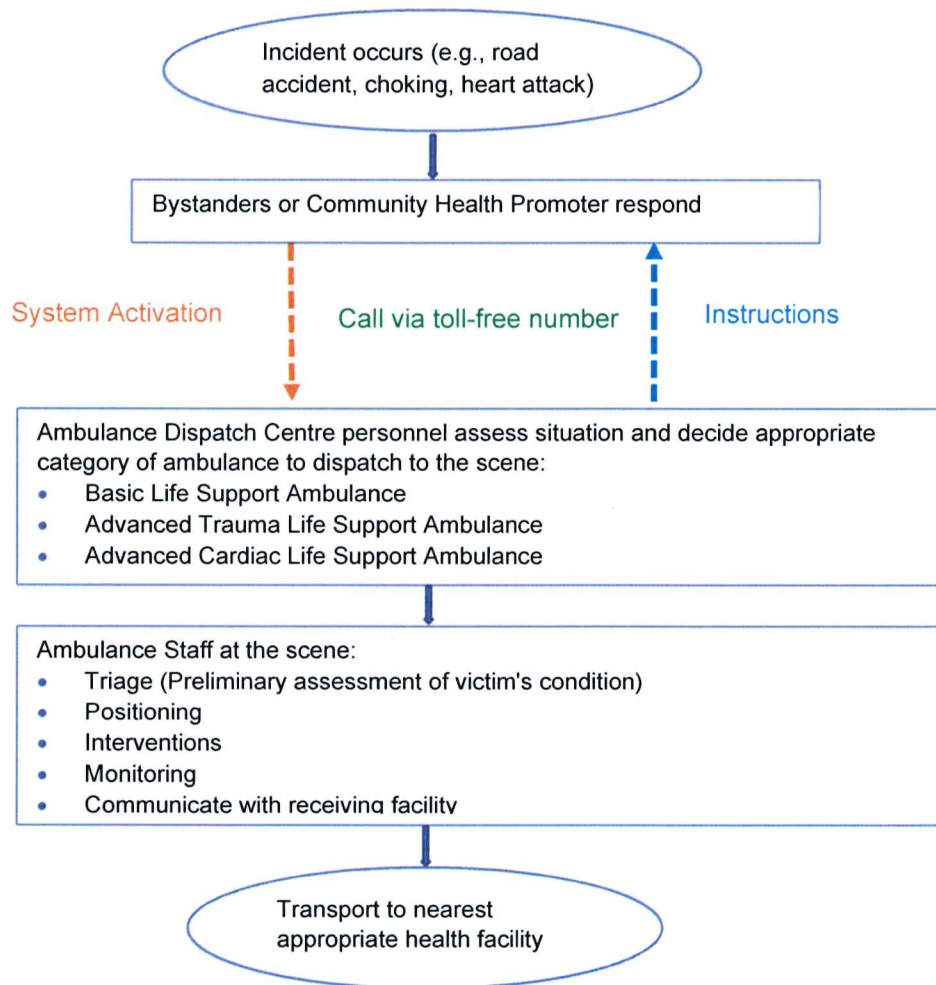 Incident occurs (e.g., road
accident, choking, heart attack)
Bystanders or Community Health Promoter respond
System Activation
Call via toll-free number
Instructions
Ambulance Dispatch Centre personnel assess situation and decide appropriate
category of ambulance to dispatch to the scene:
• Basic Life Support Ambulance
• Advanced Trauma Life Support Ambulance
• Advanced Cardiac Life Support Ambulance
Ambulance Staff at the scene:
• Triage (Preliminary assessment of victim's condition)
• Positioning
• Interventions
• Monitoring
• Communicate with receiving facility
Transport to nearest
appropriate health facility